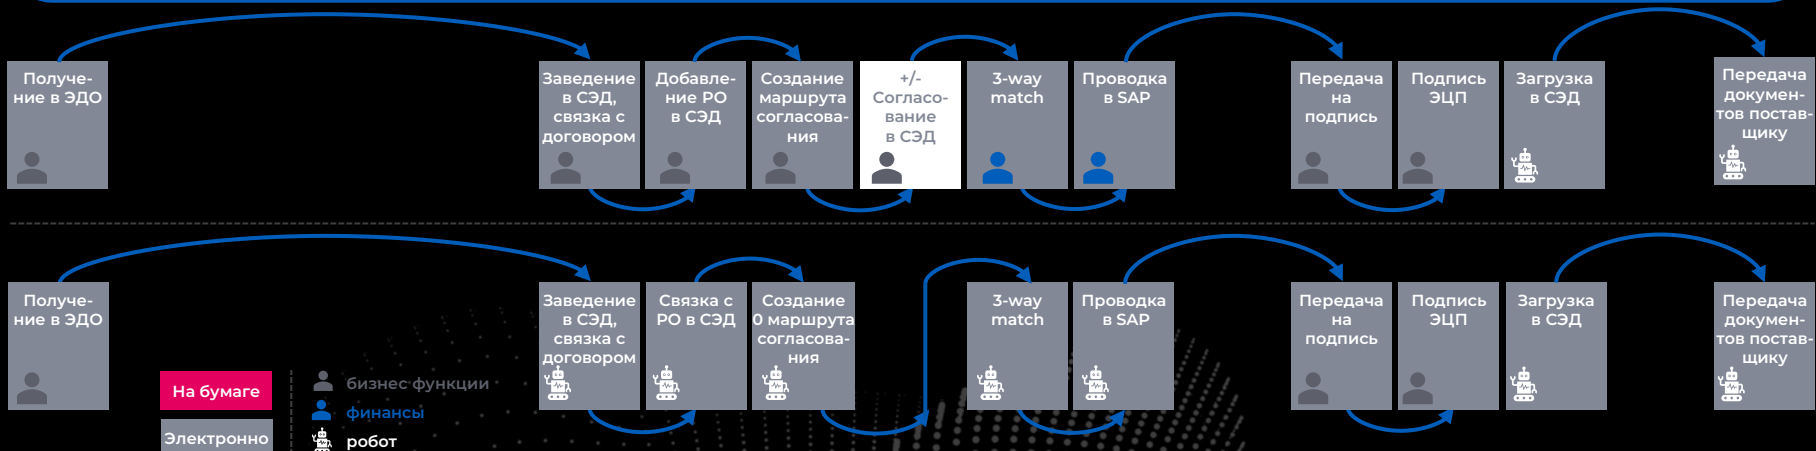 Получе-
ние в ЭДО
Заведение
в СЭД,
связка с
договором
Добавле-
ние РО
в СЭД
Создание
маршрута
согласова-
ния
+/-
Согласо-
вание
в СЭД
3-way
match
Проводка
в SAP
Передача
на
подпись
Подпись
ЭЦП
Загрузка
в СЭД
Передача
докумен-
тов постав-
щику
Получе-
ние в ЭДО
Заведение
в СЭД,
связка с
договором
Связка с
РО в СЭД
Создание
0 маршрута
согласова-
ния
3-way
match
Проводка
в SAP
Передача
на
подпись
Подпись
ЭЦП
Загрузка
в СЭД
Передача
докумен-
тов постав-
щику
На бумаге
Электронно
бизнес-функции
финансы
робот